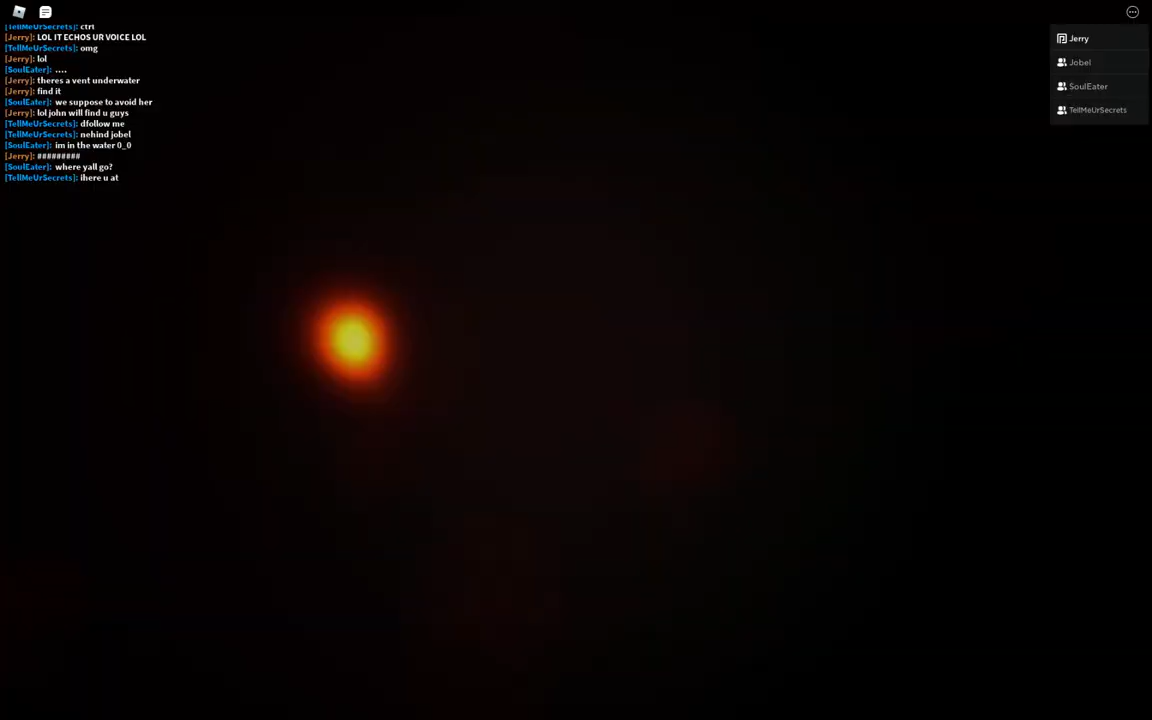 [TellMeUrSecrets]: ctrl
[Jerry]: LOL IT ECHOS UR VOICE LOL
[TellMeUrSecrets]: omg
[Jerry]: lol
[SoulEater]: ....
[Jerry]: theres a vent underwater
[Jerry]: find it
[SoulEater]: we suppose to avoid her
[Jerry]: lol john will find u guys
[TellMeUrSecrets]: dfollow me
[TellMeUrSecrets]: nehind jobel
[SoulEater]: im in the water 0_0
[Jerry]: #########
[SoulEater]: where yall go?
[TellMeUrSecrets]: ihere u at
Jerry
Jobel
SoulEater
TellMeUrSecrets